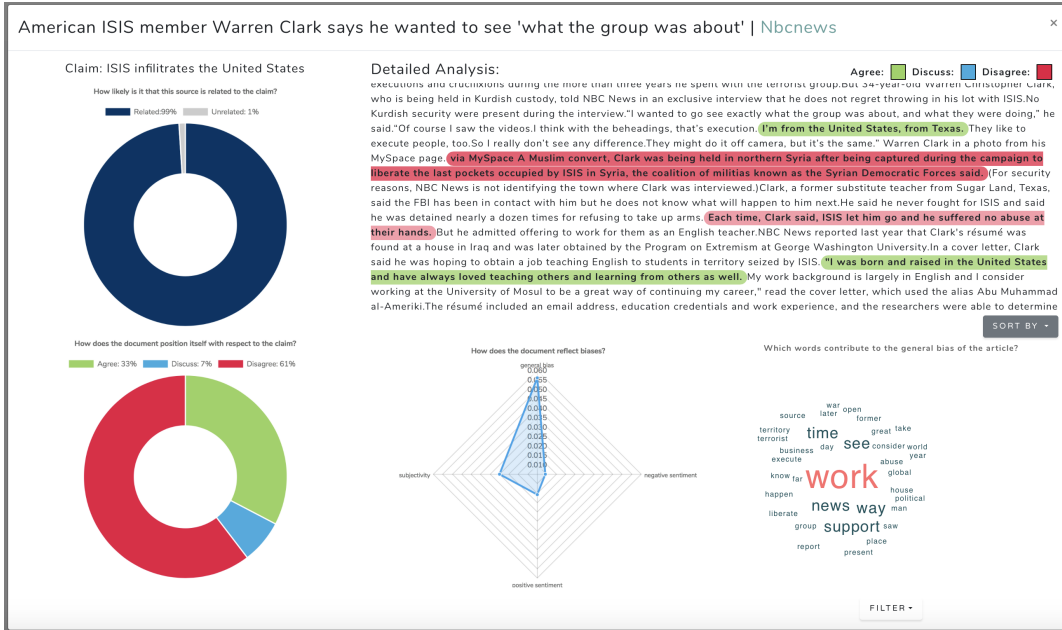 American ISIS member Warren Clark says he wanted to see 'what the group was about' | Nbcnews
×
Claim: ISIS infilitrates the United States
How likely is it that this source is related to the claim?
Related:99% Unrelated: 1%
How does the document position itself with respect to the claim?
Agree: 33% Discuss: 7% Disagree: 61%
Detailed Analysis:
Agree: Discuss: Disagree:
executions and crucifixions during the more than three years he spent with the terrorist group.But 34-year-old Warren Christopher Clark,
who is being held in Kurdish custody, told NBC News in an exclusive interview that he does not regret throwing in his lot with ISIS.No
Kurdish security were present during the interview."I wanted to go see exactly what the group was about, and what they were doing," he
said."Of course I saw the videos.I think with the beheadings, that's execution. I'm from the United States, from Texas. They like to
execute people, too.So I really don't see any difference.They might do it off camera, but it's the same." Warren Clark in a photo from his
MySpace page. via MySpace A Muslim convert, Clark was being held in northern Syria after being captured during the campaign to
liberate the last pockets occupied by ISIS in Syria, the coalition of militias known as the Syrian Democratic Forces said. (For security
reasons, NBC News is not identifying the town where Clark was interviewed.)Clark, a former substitute teacher from Sugar Land, Texas,
said the FBI has been in contact with him but he does not know what will happen to him next.He said he never fought for ISIS and said
he was detained nearly a dozen times for refusing to take up arms. Each time, Clark said, ISIS let him go and he suffered no abuse at
their hands. But he admitted offering to work for them as an English teacher.NBC News reported last year that Clark's résumé was
found at a house in Iraq and was later obtained by the Program on Extremism at George Washington University.In a cover letter, Clark
said he was hoping to obtain a job teaching English to students in territory seized by ISIS. "I was born and raised in the United States
and have always loved teaching others and learning from others as well. My work background is largely in English and I consider
working at the University of Mosul to be a great way of continuing my career," read the cover letter, which used the alias Abu Muhammad
al-Ameriki.The résumé included an email address, education credentials and work experience, and the researchers were able to determine
SORT BY
How does the document reflect biases?
general bias
0.060
0.055
0.050
0.045
0.040
0.035
0.030
0.025
0.020
0.015
0.010
subjectivity
negative sentiment
positive sentiment
Which words contribute to the general bias of the article?
war
open
source
later
former
territory
time
great
take
terrorist
see
business
day
consider
world
execute
year
abuse
know
far
work
global
happen
house
political
news
way
man
liberate
group
support
saw
place
report
present
FILTER